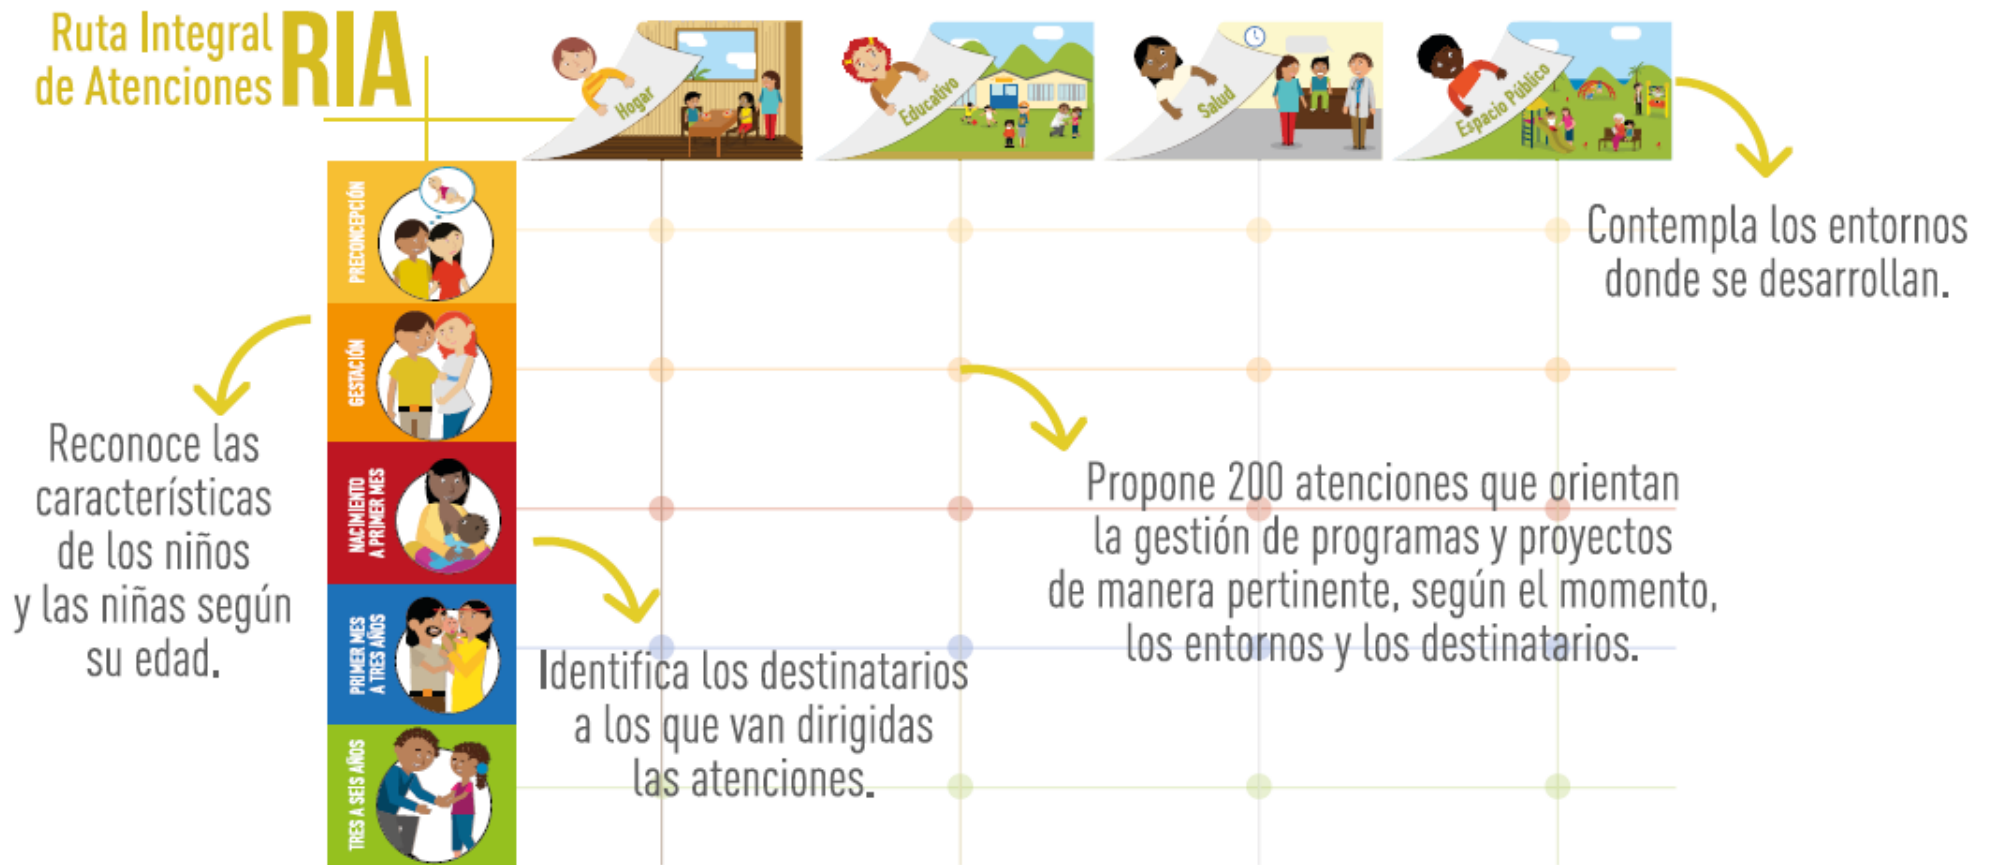 Ruta Integral
de Atenciones
RIA
Hogar
Educativo
Salud
Espacio Público
Contempla los entornos
donde se desarrollan.
PRECONCEPCIÓN
GESTACIÓN
NACIMIENTO
A PRIMER MES
PRIMER MES
A TRES AÑOS
TRES A SEIS AÑOS
Reconoce las
características
de los niños
y las niñas según
su edad.
Propone 200 atenciones que orientan
la gestión de programas y proyectos
de manera pertinente, según el momento,
los entornos y los destinatarios.
Identifica los destinatarios
a los que van dirigidas
las atenciones.